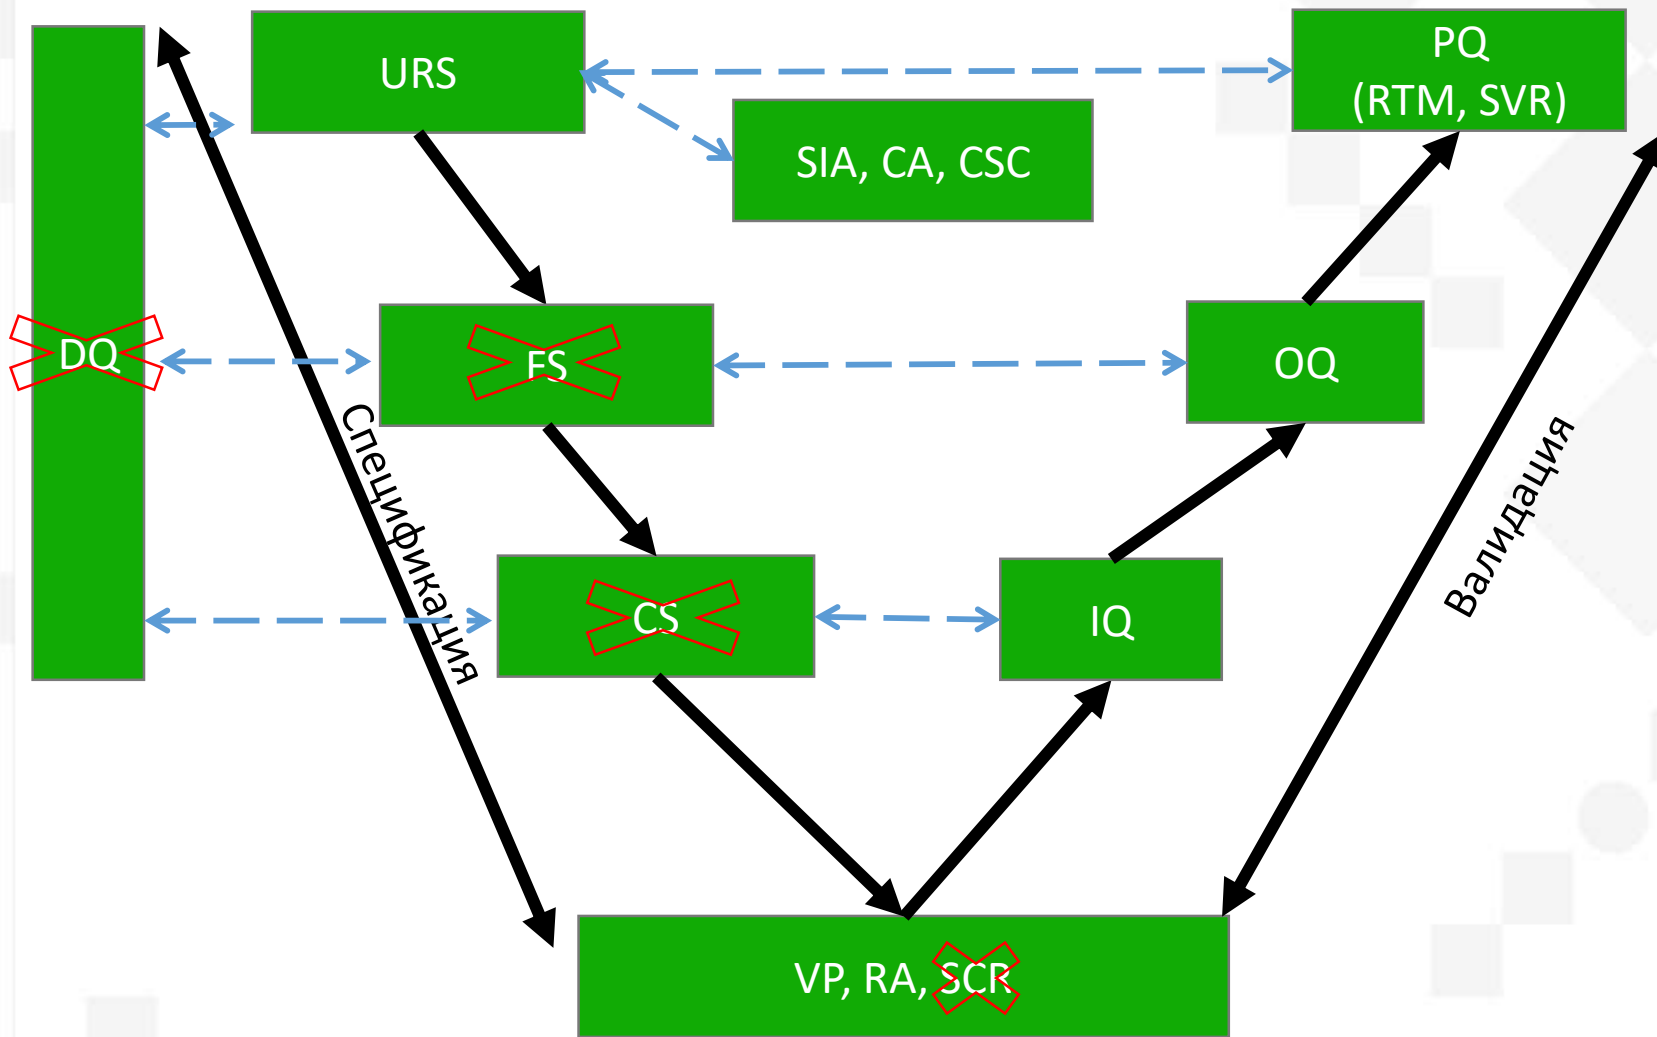 URS
PQ
(RTM, SVR)
SIA, CA, CSC
DQ
FS
OQ
Спецификация
Валидация
CS
IQ
VP, RA, SCR